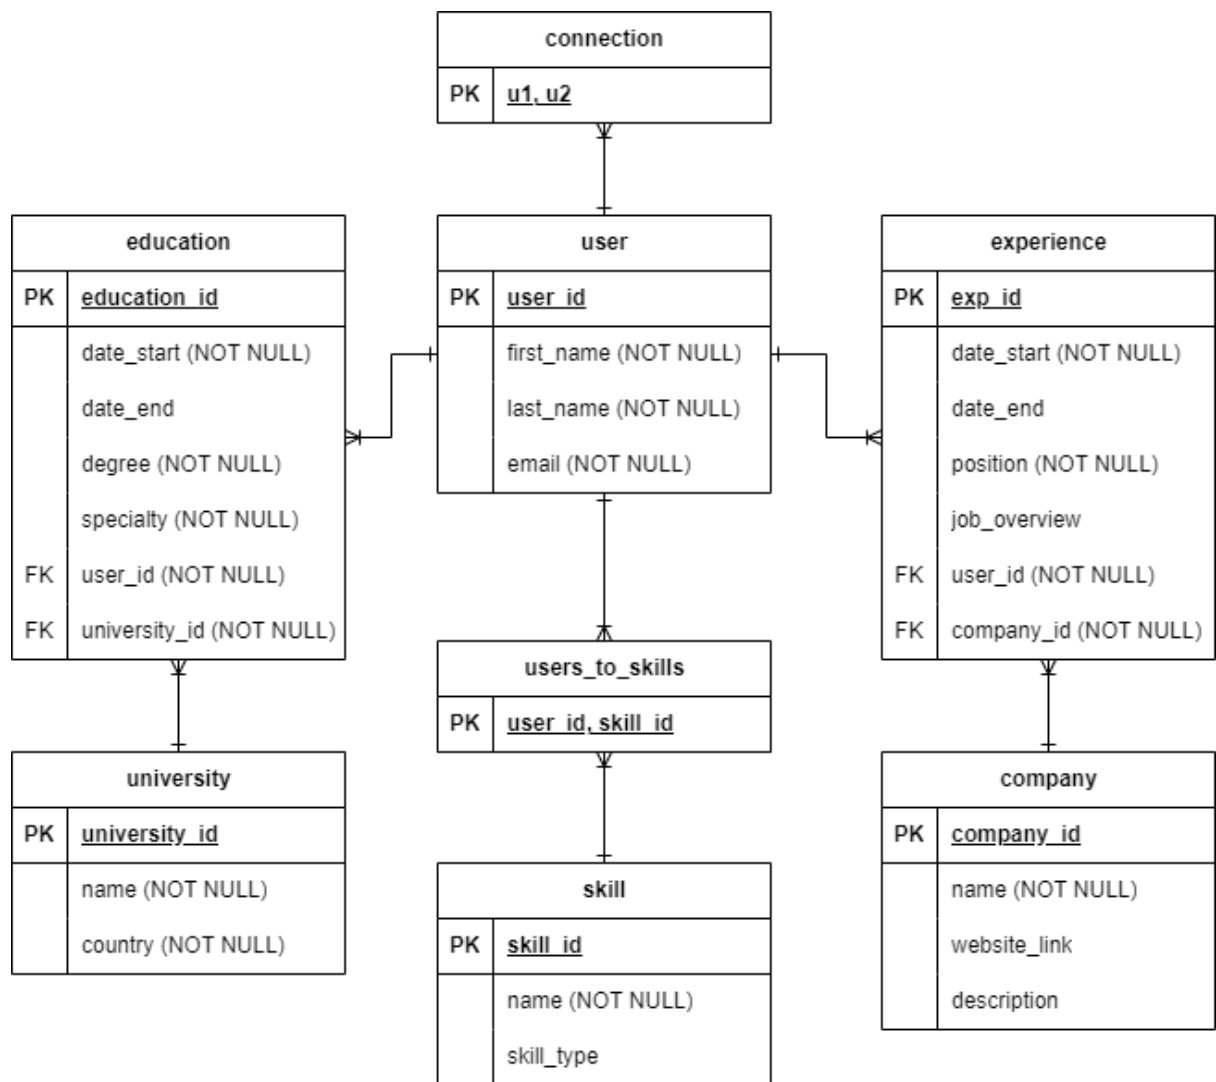 connection
PK u1, u2
education
PK education_id
date_start (NOT NULL)
date_end
degree (NOT NULL)
specialty (NOT NULL)
FK user_id (NOT NULL)
FK university_id (NOT NULL)
user
PK user_id
first_name (NOT NULL)
last_name (NOT NULL)
email (NOT NULL)
experience
PK exp_id
date_start (NOT NULL)
date_end
position (NOT NULL)
job_overview
FK user_id (NOT NULL)
FK company_id (NOT NULL)
users_to_skills
PK user_id, skill_id
university
PK university_id
name (NOT NULL)
country (NOT NULL)
skill
PK skill_id
name (NOT NULL)
skill_type
company
PK company_id
name (NOT NULL)
website_link
description